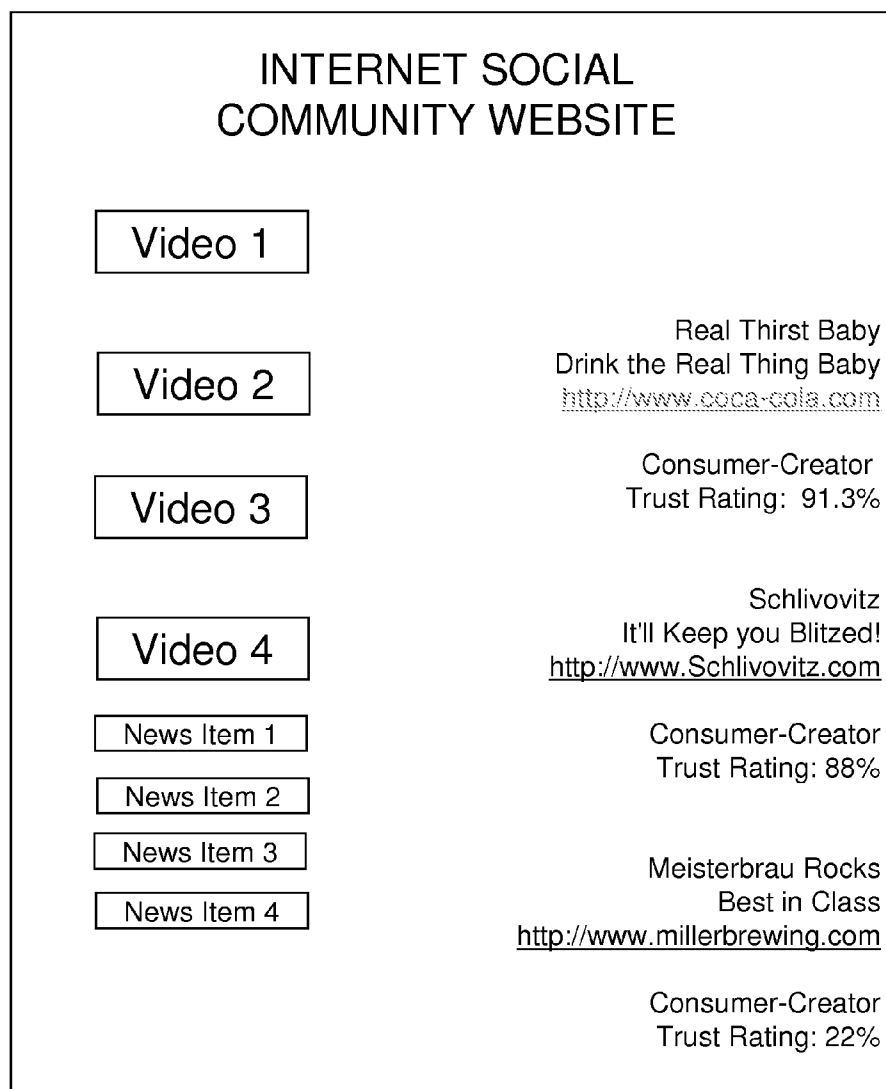 INTERNET SOCIAL
COMMUNITY WEBSITE
Video 1
Video 2
Video 3
Video 4
News Item 1
News Item 2
News Item 3
News Item 4
Real Thirst Baby
Drink the Real Thing Baby
http://www.coca-cola.com
Consumer-Creator
Trust Rating: 91.3%
Schlivovitz
It'll Keep you Blitzed!
http://www.Schlivovitz.com
Consumer-Creator
Trust Rating: 88%
Meisterbrau Rocks
Best in Class
http://www.millerbrewing.com
Consumer-Creator
Trust Rating: 22%